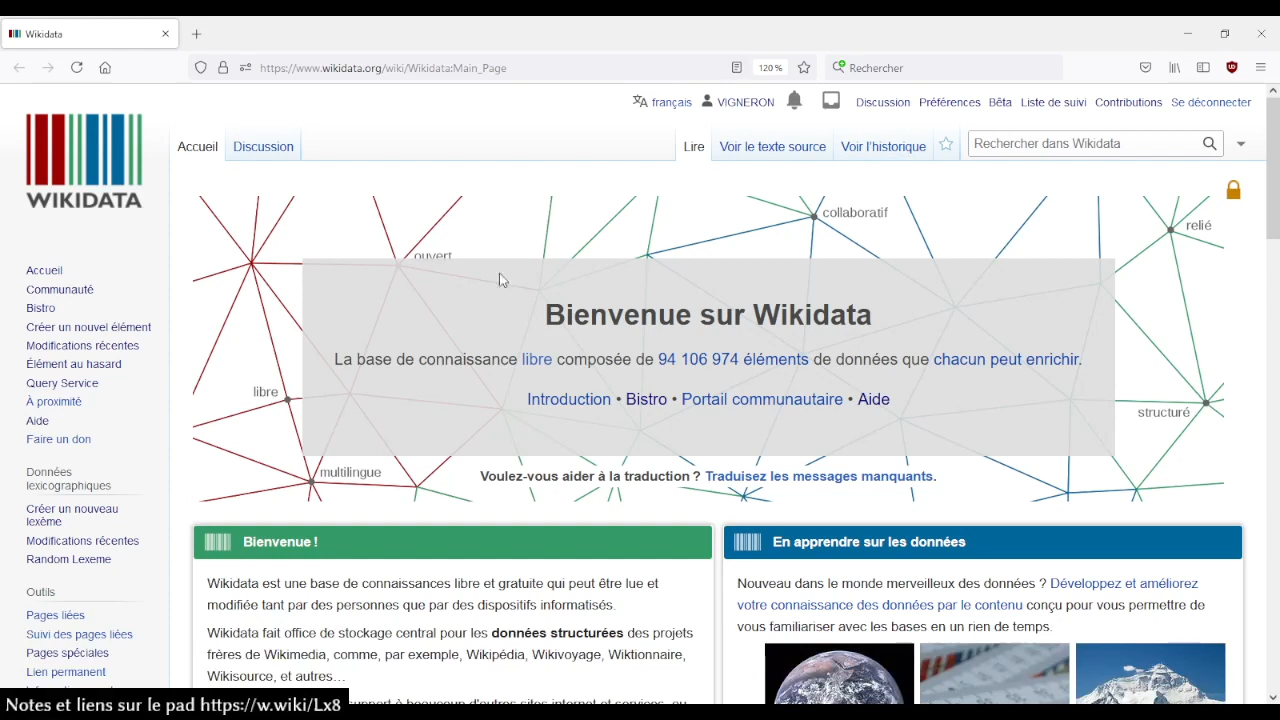 Wikidata
https://www.wikidata.org/wiki/Wikidata:Main_Page
120 %
Rechercher
français
VIGNERON
Discussion
Préférences
Bêta
Liste de suivi
Contributions
Se déconnecter
WIKIDATA
Accueil
Discussion
Lire
Voir le texte source
Voir l'historique
Rechercher dans Wikidata
Accueil
Communauté
Bistro
Créer un nouvel élément
Modifications récentes
Élément au hasard
Query Service
À proximité
Aide
Faire un don
Données
lexicographiques
Créer un nouveau
lexème
Modifications récentes
Random Lexeme
Outils
Pages liées
Suivi des pages liées
Pages spéciales
Lien permanent
collaboratif
relié
ouvert
Bienvenue sur Wikidata
La base de connaissance libre composée de 94 106 974 éléments de données que chacun peut enrichir.
libre
Introduction • Bistro • Portail communautaire • Aide
structuré
multilingue
Voulez-vous aider à la traduction ? Traduisez les messages manquants.
Bienvenue !
Wikidata est une base de connaissances libre et gratuite qui peut être lue et
modifiée tant par des personnes que par des dispositifs informatisés.
Wikidata fait office de stockage central pour les données structurées des projets
frères de Wikimedia, comme, par exemple, Wikipédia, Wikivoyage, Wiktionnaire,
Wikisource, et autres…
En apprendre sur les données
Nouveau dans le monde merveilleux des données ? Développez et améliorez
votre connaissance des données par le contenu conçu pour vous permettre de
vous familiariser avec les bases en un rien de temps.
Notes et liens sur le pad https://w.wiki/Lx8